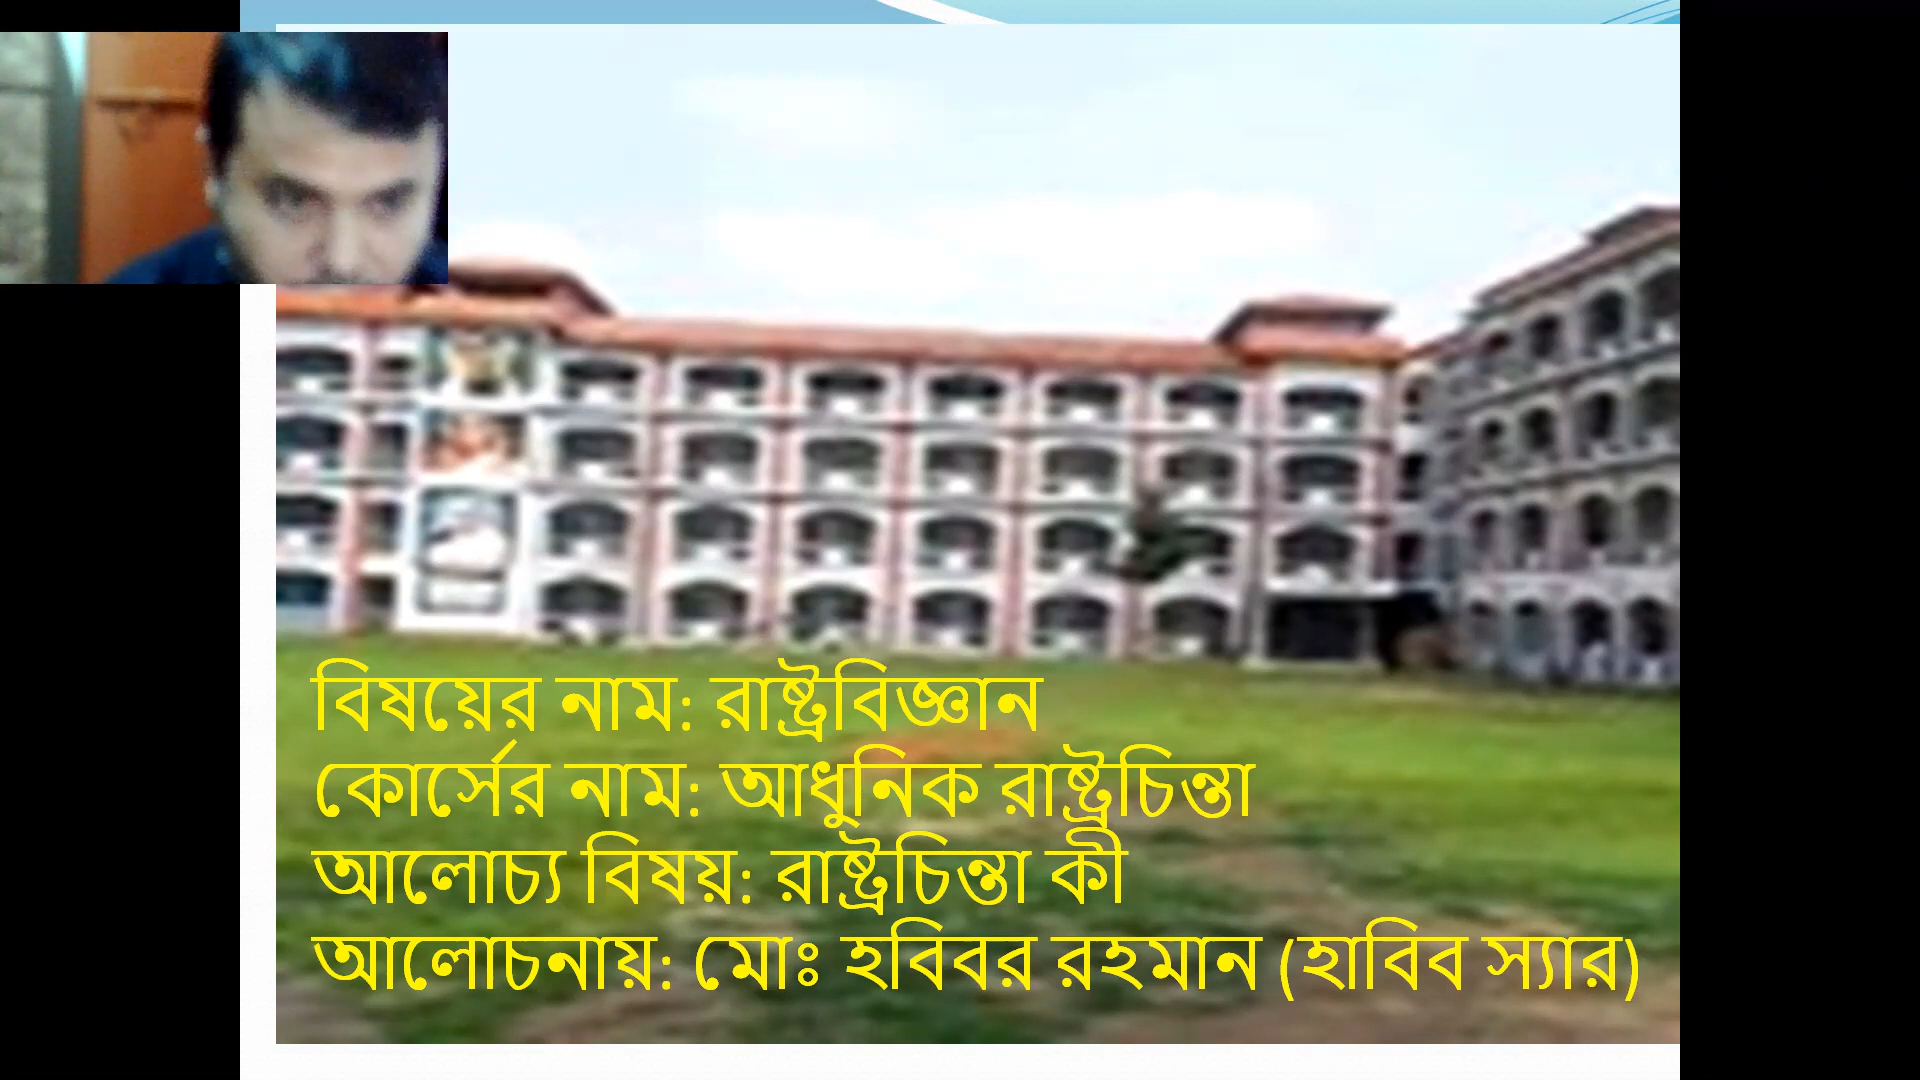 বিষয়ের নাম: রাষ্ট্রবিজ্ঞান
কোর্সের নাম: আধুনিক রাষ্ট্রচিন্তা
আলোচ্য বিষয়: রাষ্ট্রচিন্তা কী
আলোচনায়: মোঃ হবিবর রহমান (হাবিব স্যার)